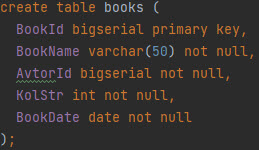 create table books (
BookId bigserial primary key,
BookName varchar(50) not null,
AvtorId bigserial not null,
KolStr int not null,
BookDate date not null
);